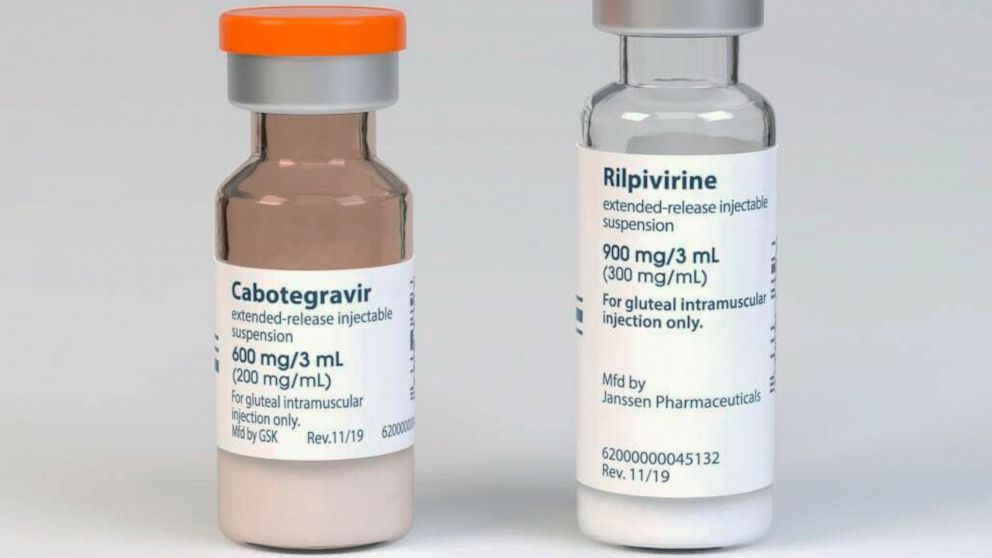 Cabotegravir
extended-release injectable
suspension
600 mg/3 mL
(200 mg/mL)
For gluteal intramuscular
injection only.
Mfd by GSK Rev.11/19
Rilpivirine
extended-release injectable
suspension
900 mg/3 mL
(300 mg/mL)
For gluteal intramuscular
injection only.
Mfd by
Janssen Pharmaceuticals
62000000045132
Rev. 11/19